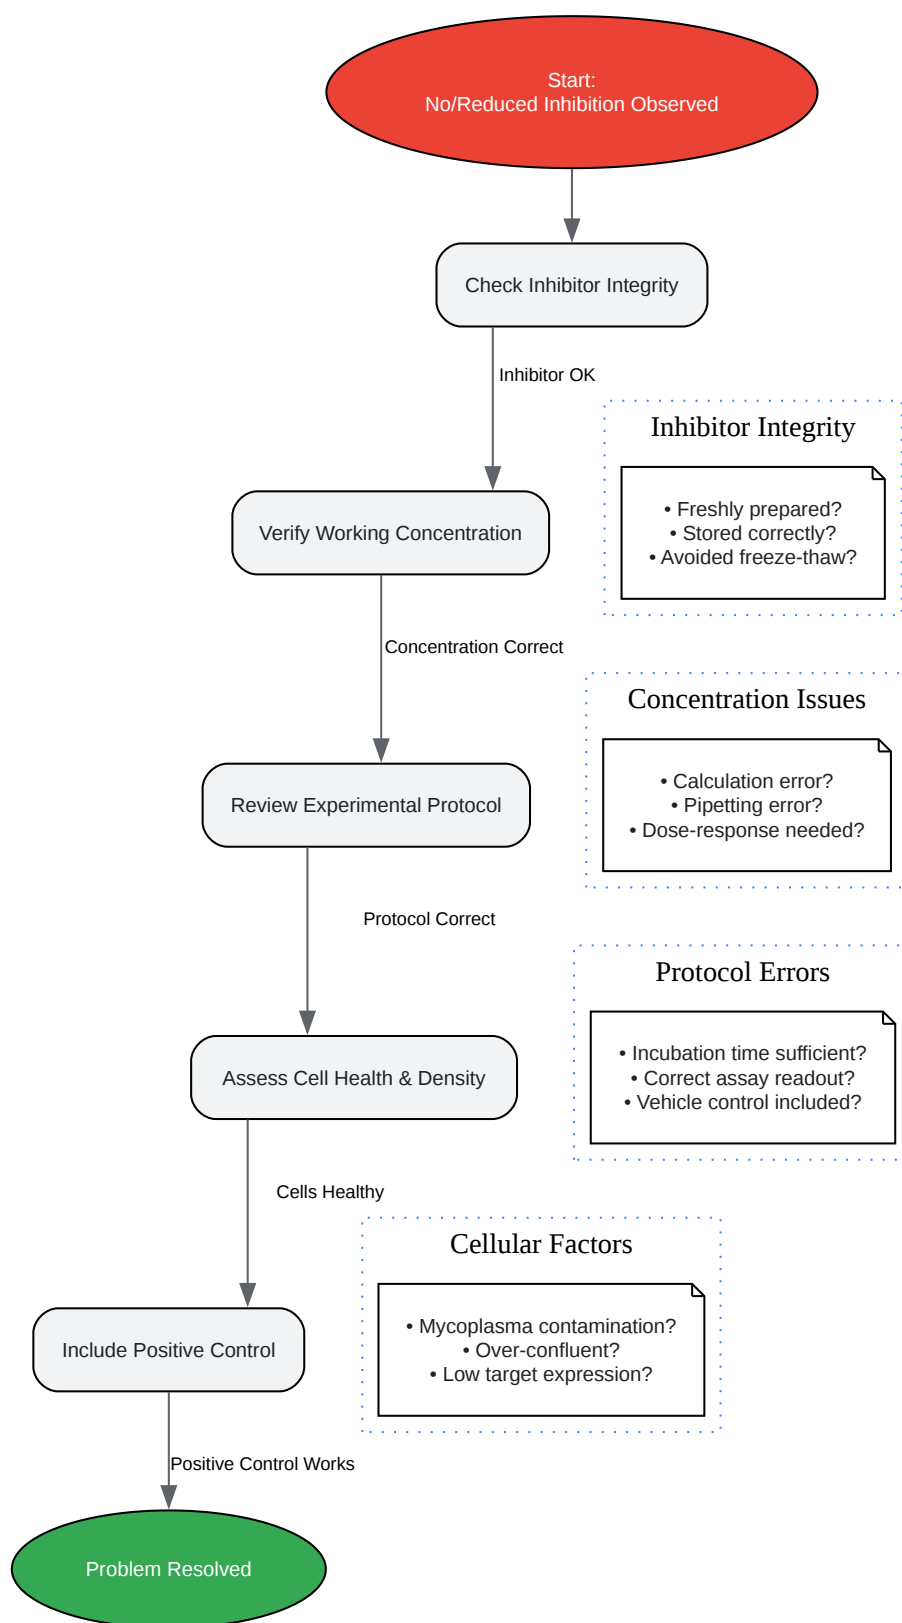 Start:
No/Reduced Inhibition Observed
Check Inhibitor Integrity
Inhibitor OK
Inhibitor Integrity
• Freshly prepared?
• Stored correctly?
• Avoided freeze-thaw?
Verify Working Concentration
Concentration Correct
Concentration Issues
• Calculation error?
• Pipetting error?
• Dose-response needed?
Review Experimental Protocol
Protocol Correct
Protocol Errors
• Incubation time sufficient?
• Correct assay readout?
• Vehicle control included?
Assess Cell Health & Density
Cells Healthy
Cellular Factors
• Mycoplasma contamination?
• Over-confluent?
• Low target expression?
Include Positive Control
Positive Control Works
Problem Resolved